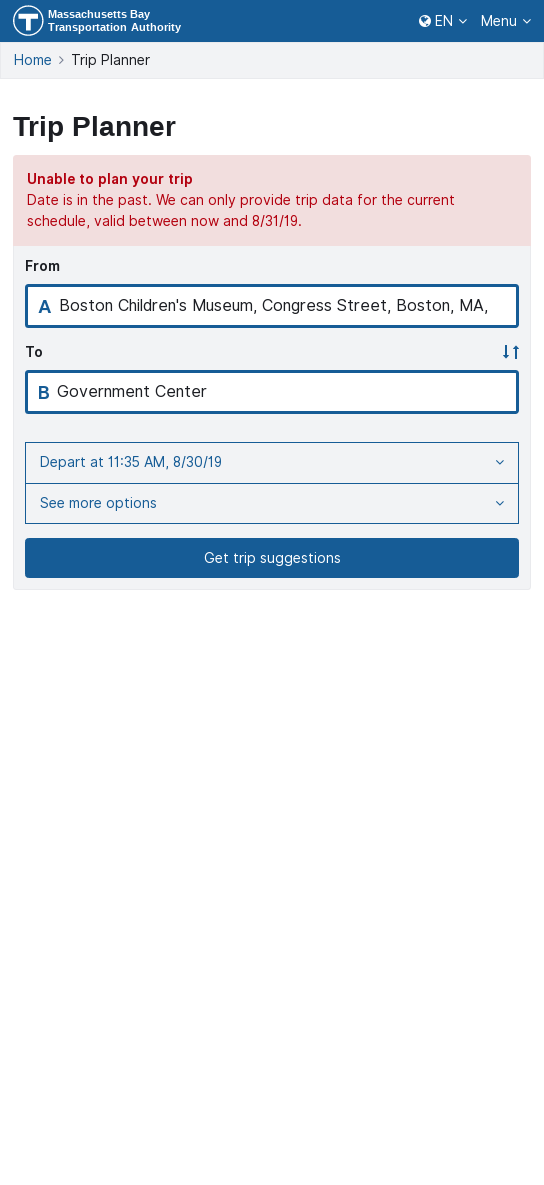 Massachusetts Bay
Transportation Authority
EN
Menu
Home
Trip Planner
Trip Planner
Unable to plan your trip
Date is in the past. We can only provide trip data for the current
schedule, valid between now and 8/31/19.
From
A Boston Children's Museum, Congress Street, Boston, MA,
To
B Government Center
Depart at 11:35 AM, 8/30/19
See more options
Get trip suggestions